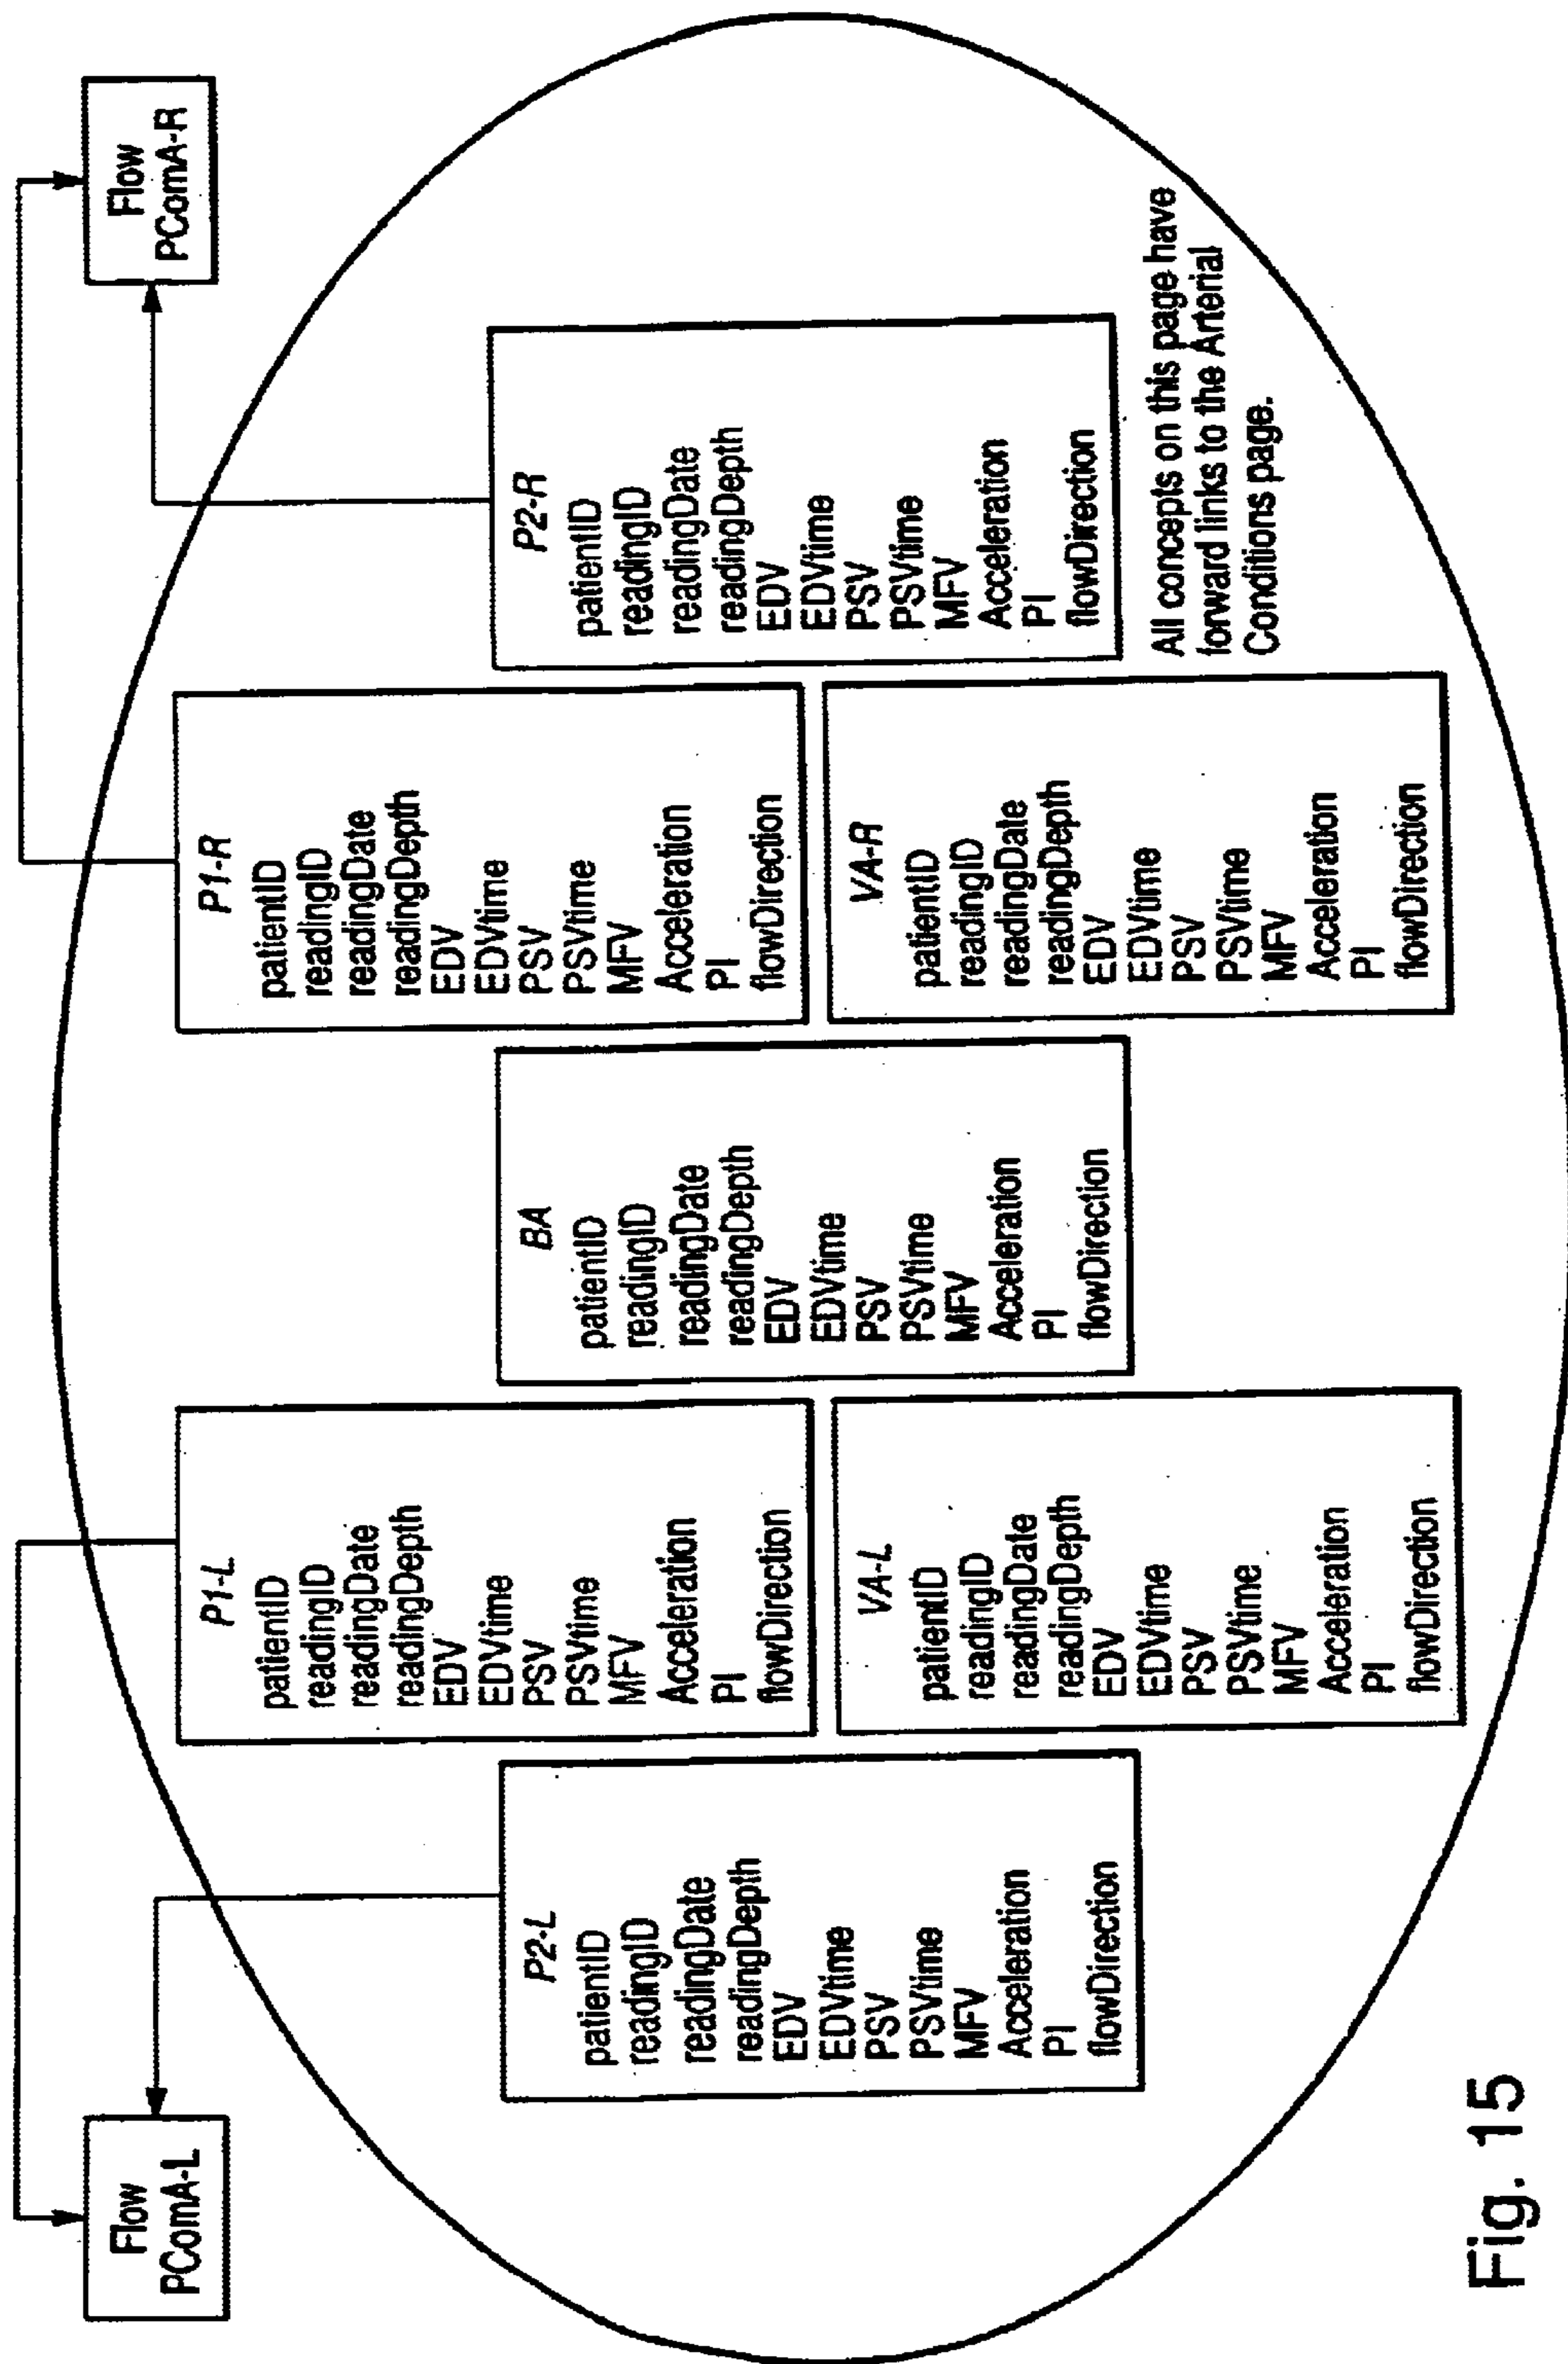 Flow
PComA-L
Flow
PComA-R
P2-L
patientID
readingID
readingDate
readingDepth
EDV
EDVtime
PSV
PSVtime
MFV
Acceleration
PI
flowDirection
P1-L
patientID
readingID
readingDate
readingDepth
EDV
EDVtime
PSV
PSVtime
MFV
Acceleration
PI
flowDirection
VA-L
patientID
readingID
readingDate
readingDepth
EDV
EDVtime
PSV
PSVtime
MFV
Acceleration
PI
flowDirection
BA
patientID
readingID
readingDate
readingDepth
EDV
EDVtime
PSV
PSVtime
MFV
Acceleration
PI
flowDirection
P1-R
patientID
readingID
readingDate
readingDepth
EDV
EDVtime
PSV
PSVtime
MFV
Acceleration
PI
flowDirection
VA-R
patientID
readingID
readingDate
readingDepth
EDV
EDVtime
PSV
PSVtime
MFV
Acceleration
PI
flowDirection
P2-R
patientID
readingID
readingDate
readingDepth
EDV
EDVtime
PSV
PSVtime
MFV
Acceleration
PI
flowDirection
All concepts on this page have
forward links to the Arterial
Conditions page.
Fig. 15